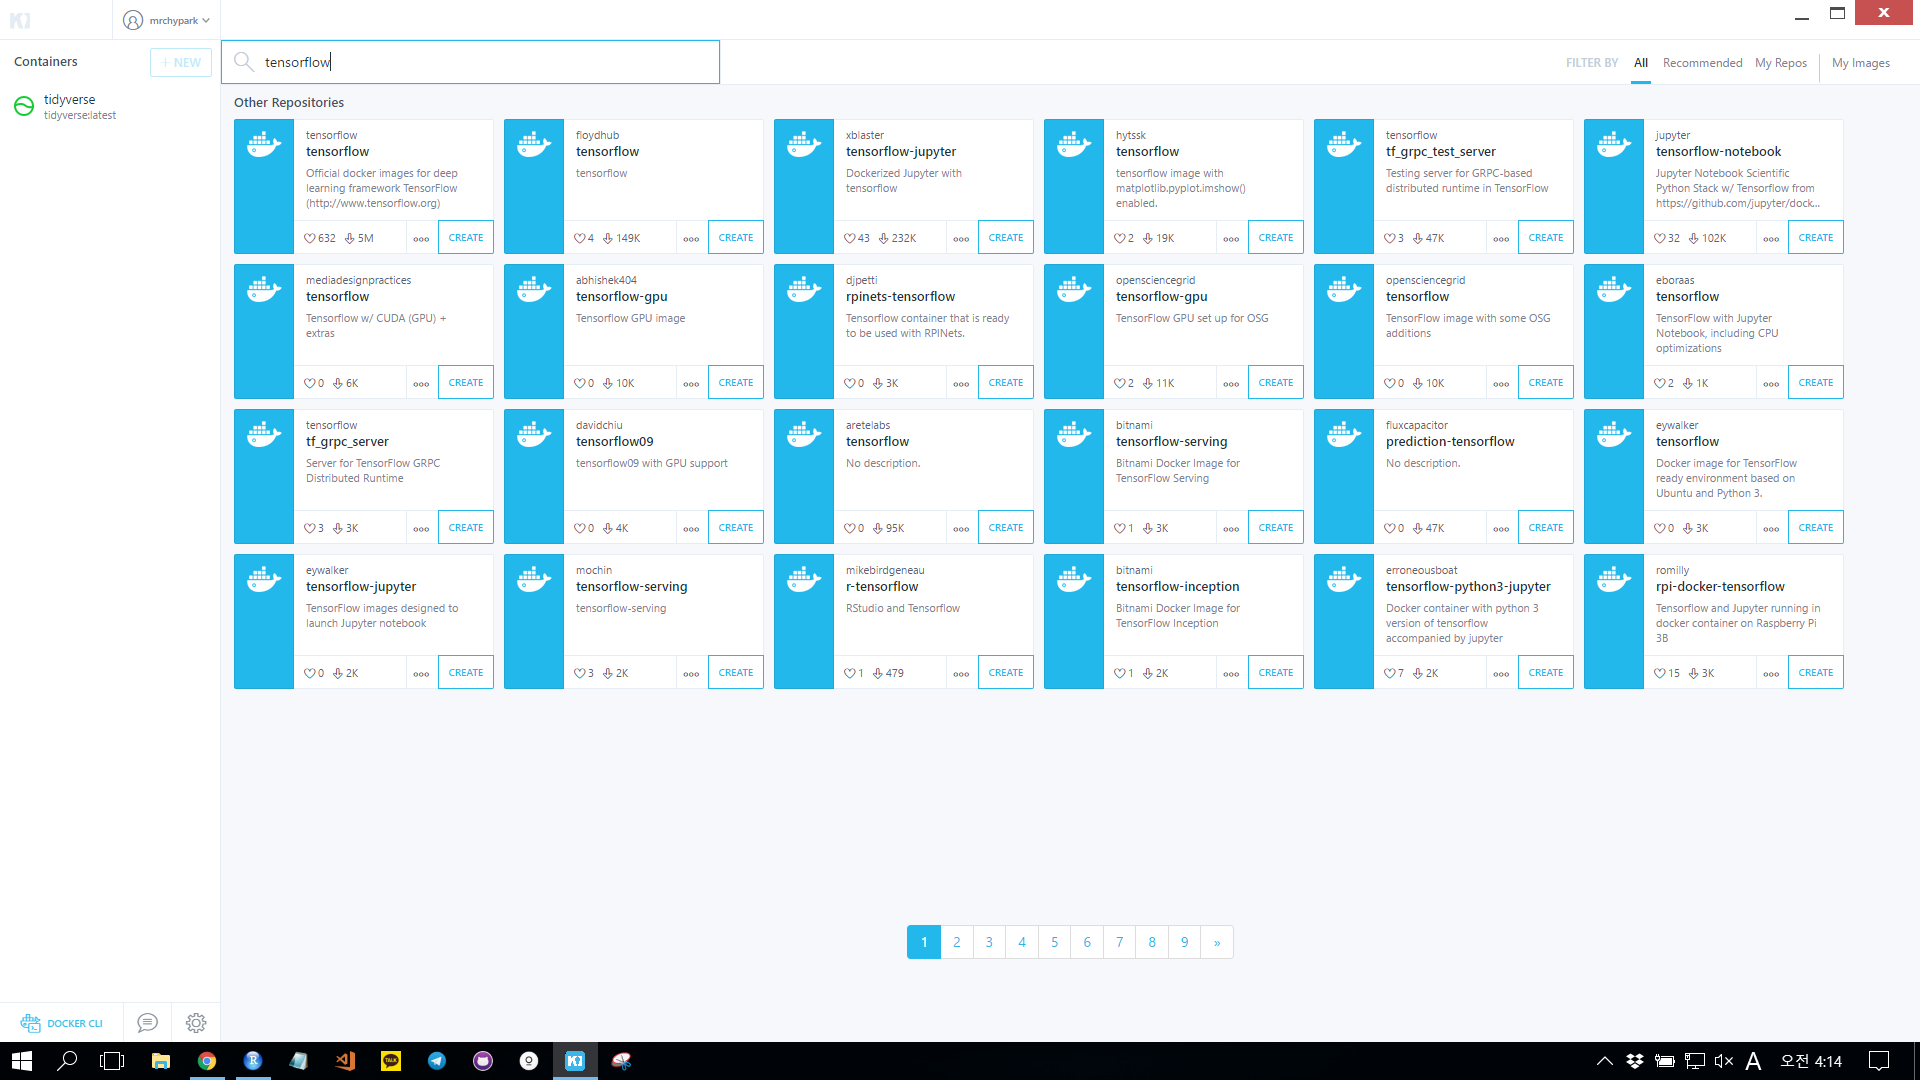 mrchypark
Containers
+ NEW
tidyverse
tidyverse:latest
tensorflow
FILTER BY All Recommended My Repos My Images
Other Repositories
tensorflow
tensorflow
Official docker images for deep
learning framework TensorFlow
(http://www.tensorflow.org)
632 5M CREATE
floydhub
tensorflow
tensorflow
4 149K CREATE
xblaster
tensorflow-jupyter
Dockerized Jupyter with
tensorflow
43 232K CREATE
hytssk
tensorflow
tensorflow image with
matplotlib.pyplot.imshow()
enabled.
2 19K CREATE
tensorflow
tf_grpc_test_server
Testing server for GRPC-based
distributed runtime in TensorFlow
3 47K CREATE
jupyter
tensorflow-notebook
Jupyter Notebook Scientific
Python Stack w/ Tensorflow from
https://github.com/jupyter/dock...
32 102K CREATE
mediadesignpractices
tensorflow
Tensorflow w/ CUDA (GPU) +
extras
0 6K CREATE
abhishek404
tensorflow-gpu
Tensorflow GPU image
0 10K CREATE
djpetti
rpinets-tensorflow
Tensorflow container that is ready
to be used with RPINets.
0 3K CREATE
opensciencegrid
tensorflow-gpu
TensorFlow GPU set up for OSG
2 11K CREATE
opensciencegrid
tensorflow
TensorFlow image with some OSG
additions
0 10K CREATE
eboraas
tensorflow
TensorFlow with Jupyter
Notebook, including CPU
optimizations
2 1K CREATE
tensorflow
tf_grpc_server
Server for TensorFlow GRPC
Distributed Runtime
3 3K CREATE
davidchiu
tensorflow09
tensorflow09 with GPU support
0 4K CREATE
aretelabs
tensorflow
No description.
0 95K CREATE
bitnami
tensorflow-serving
Bitnami Docker Image for
TensorFlow Serving
1 3K CREATE
fluxcapacitor
prediction-tensorflow
No description.
0 47K CREATE
eywalker
tensorflow
Docker image for TensorFlow
ready environment based on
Ubuntu and Python 3.
0 3K CREATE
eywalker
tensorflow-jupyter
TensorFlow images designed to
launch Jupyter notebook
0 2K CREATE
mochin
tensorflow-serving
tensorflow-serving
3 2K CREATE
mikebirdgeneau
r-tensorflow
RStudio and Tensorflow
1 479 CREATE
bitnami
tensorflow-inception
Bitnami Docker Image for
TensorFlow Inception
1 2K CREATE
erroneousboat
tensorflow-python3-jupyter
Docker container with python 3
version of tensorflow
accompanied by jupyter
7 2K CREATE
romilly
rpi-docker-tensorflow
Tensorflow and Jupyter running in
docker container on Raspberry Pi
3B
15 3K CREATE
1 2 3 4 5 6 7 8 9 »
DOCKER CLI
R
TALK
A 오전 4:14